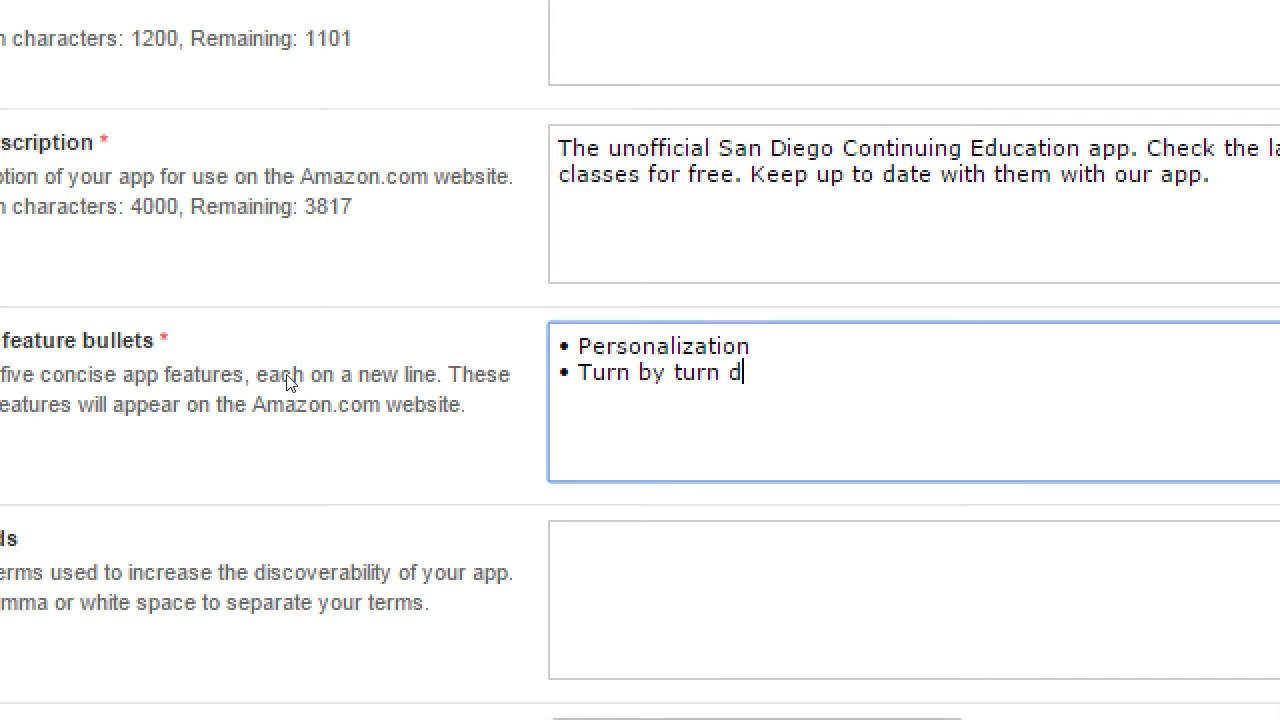 characters: 1200, Remaining: 1101
scription *
The unofficial San Diego Continuing Education app. Check the
ption of your app for use on the Amazon.com website.
classes for free. Keep up to date with them with our app.
characters: 4000, Remaining: 3817
feature bullets *
• Personalization
five concise app features, each on a new line. These
• Turn by turn d
eatures will appear on the Amazon.com website.
ds
erms used to increase the discoverability of your app.
mma or white space to separate your terms.